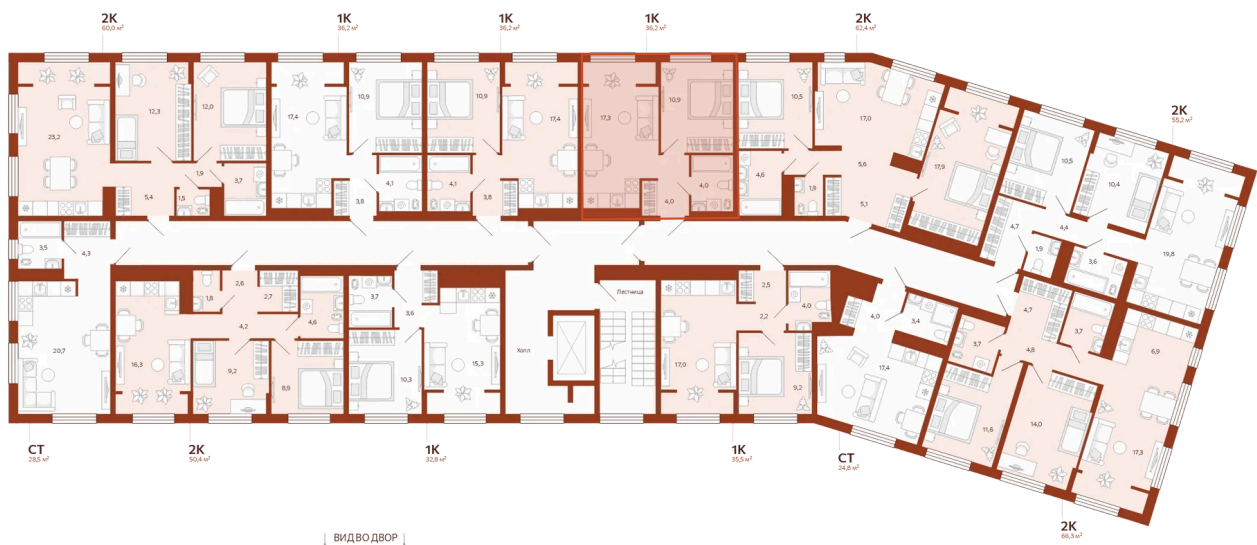 2К
60,0 м²
1К
36,2 м²
1К
36,2 м²
1К
36,2 м²
2К
62,4 м²
2К
55,2 м²
23,2
12,3
12,0
17,4
10,9
10,9
17,4
17,3
10,9
10,5
17,0
17,9
10,5
10,4
19,8
1,9
3,7
5,4
1,5
4,1
3,8
4,1
3,8
4,0
4,0
4,6
1,9
5,6
5,1
4,7
4,4
1,9
3,6
3,5
4,3
20,7
16,3
1,8
2,6
2,7
4,2
4,6
9,2
8,9
3,7
3,6
10,3
15,3
Холл
Лестница
17,0
2,5
2,2
4,0
9,2
4,0
3,4
17,4
3,7
4,7
4,8
3,7
6,9
11,6
14,0
17,3
СТ
28,5 м²
2К
50,4 м²
1К
32,8 м²
1К
35,5 м²
СТ
24,8 м²
2К
66,3 м²
ВИД ВО ДВОР